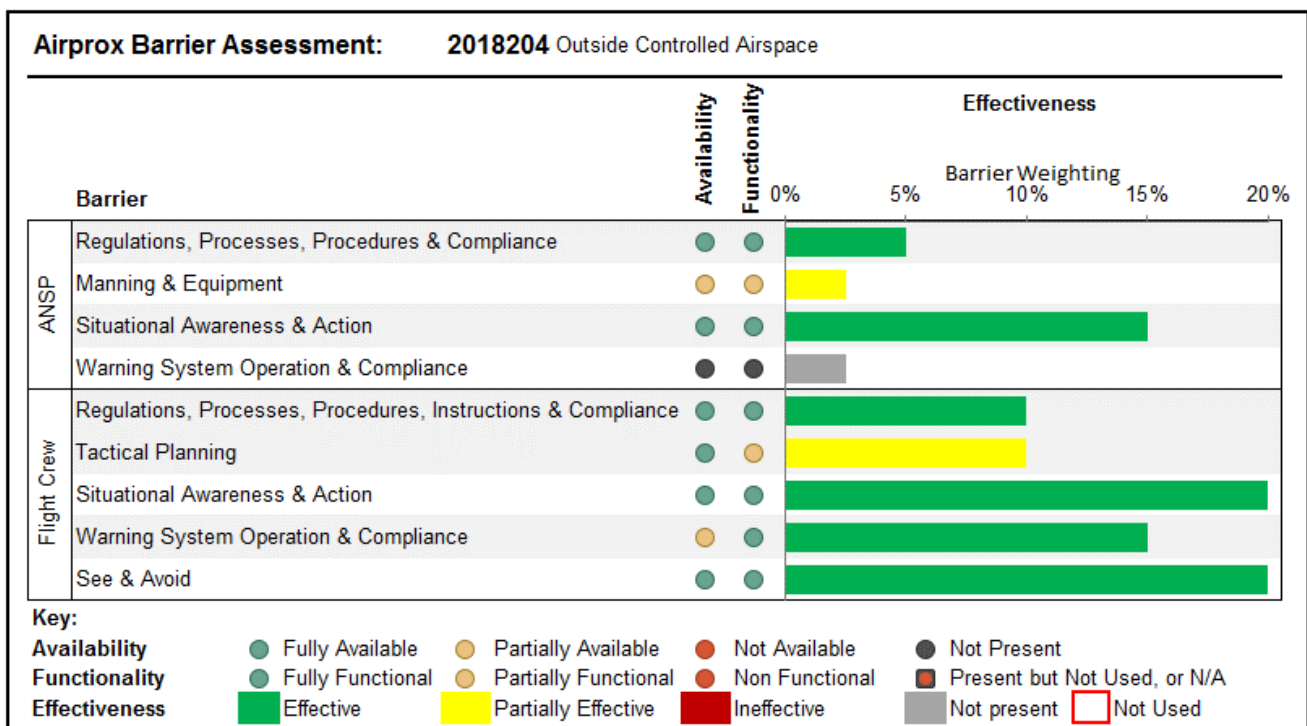 Airprox Barrier Assessment: 2018204 Outside Controlled Airspace
Availability
Functionality
Effectiveness
Barrier Weighting
Barrier
0% 5% 10% 15% 20%
ANSP
Regulations, Processes, Procedures & Compliance
Manning & Equipment
Situational Awareness & Action
Warning System Operation & Compliance
Flight Crew
Regulations, Processes, Procedures, Instructions & Compliance
Tactical Planning
Situational Awareness & Action
Warning System Operation & Compliance
See & Avoid
Key:
Availability Fully Available Partially Available Not Available Not Present
Functionality Fully Functional Partially Functional Non Functional Present but Not Used, or N/A
Effectiveness Effective Partially Effective Ineffective Not present Not Used